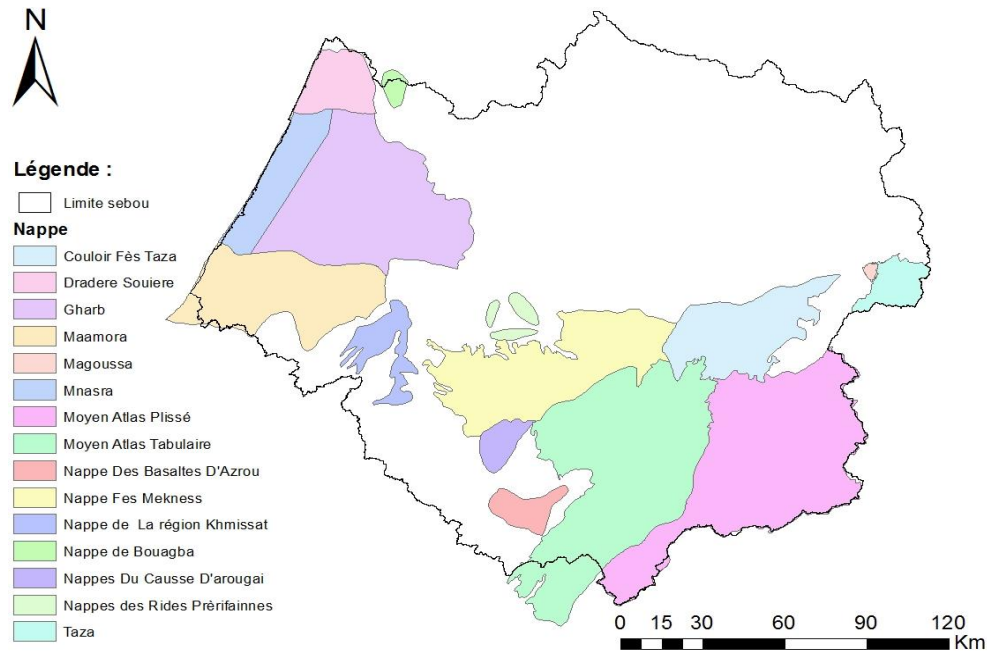 N
Légende :
Limite sebou
Nappe
Couloir Fès Taza
Dradere Souiere
Gharb
Maamora
Magoussa
Mnasra
Moyen Atlas Plissé
Moyen Atlas Tabulaire
Nappe Des Basaltes D'Azrou
Nappe Fes Mekness
Nappe de La région Khmissat
Nappe de Bouagba
Nappes Du Causse D'arougai
Nappes des Rides Prèrifainnes
Taza
0 15 30 60 90 120
Km